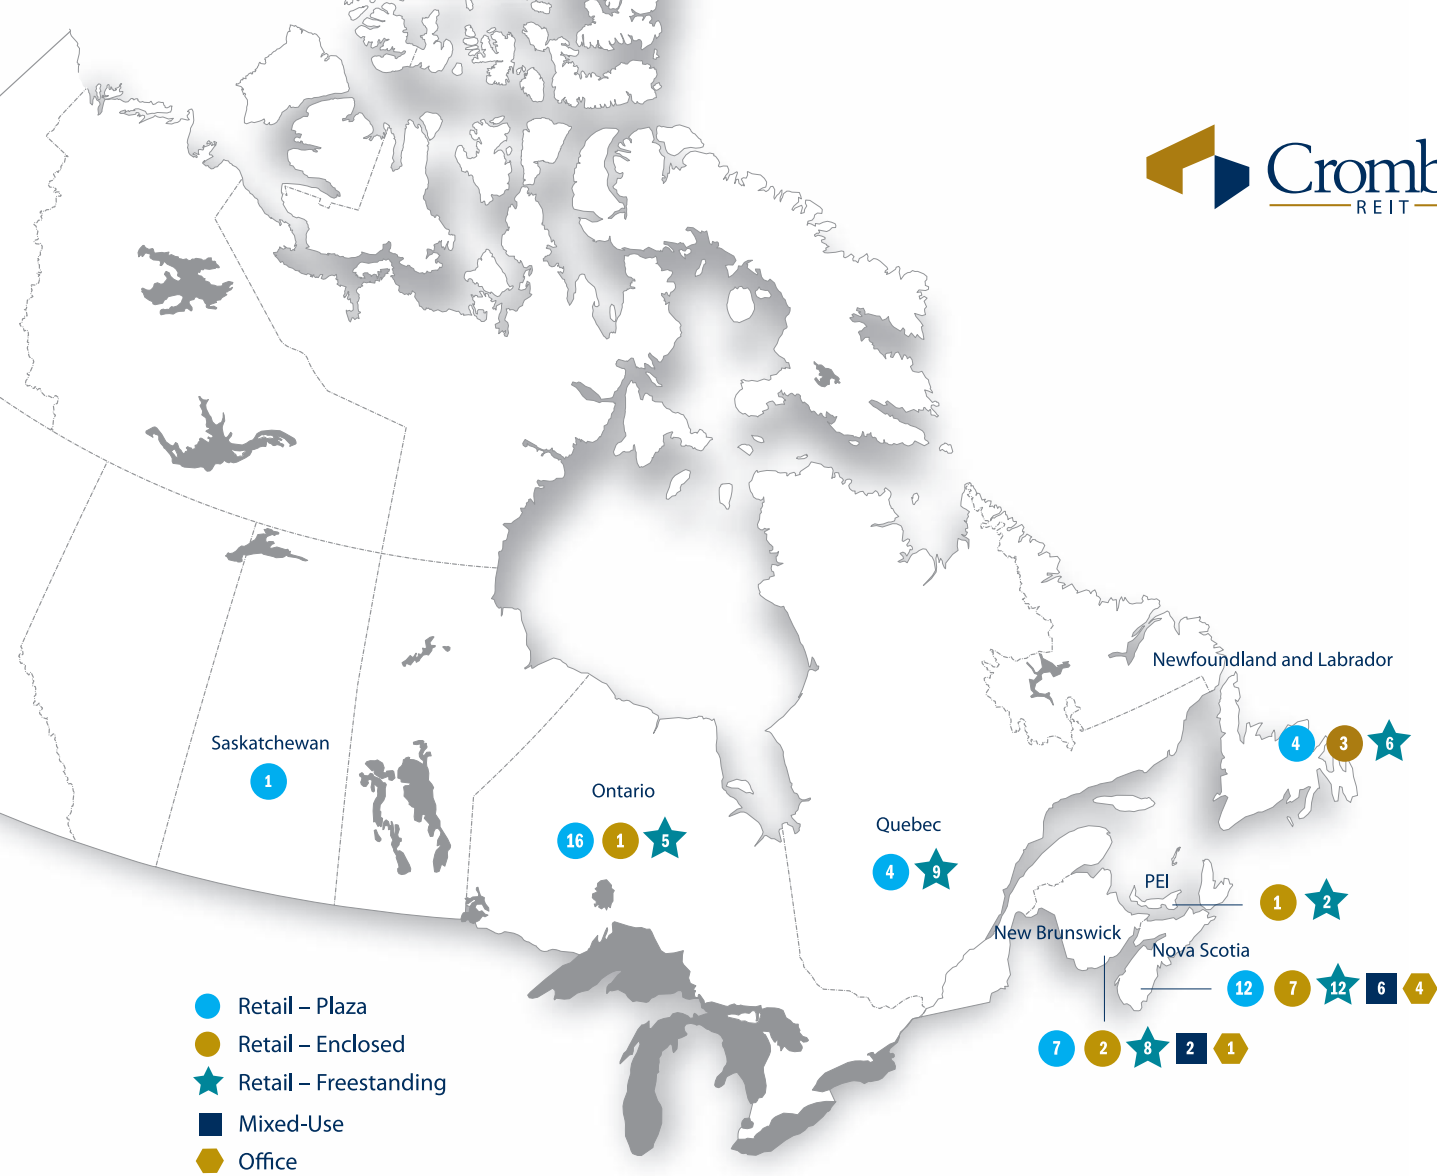 Cromb
REIT
Newfoundland and Labrador
4 3 6
Saskatchewan
1
Ontario
16 1 5
Quebec
4 9
PEI
1 2
New Brunswick
7 2 8 2 1
Nova Scotia
12 7 12 6 4
Retail – Plaza
Retail – Enclosed
Retail – Freestanding
Mixed-Use
Office